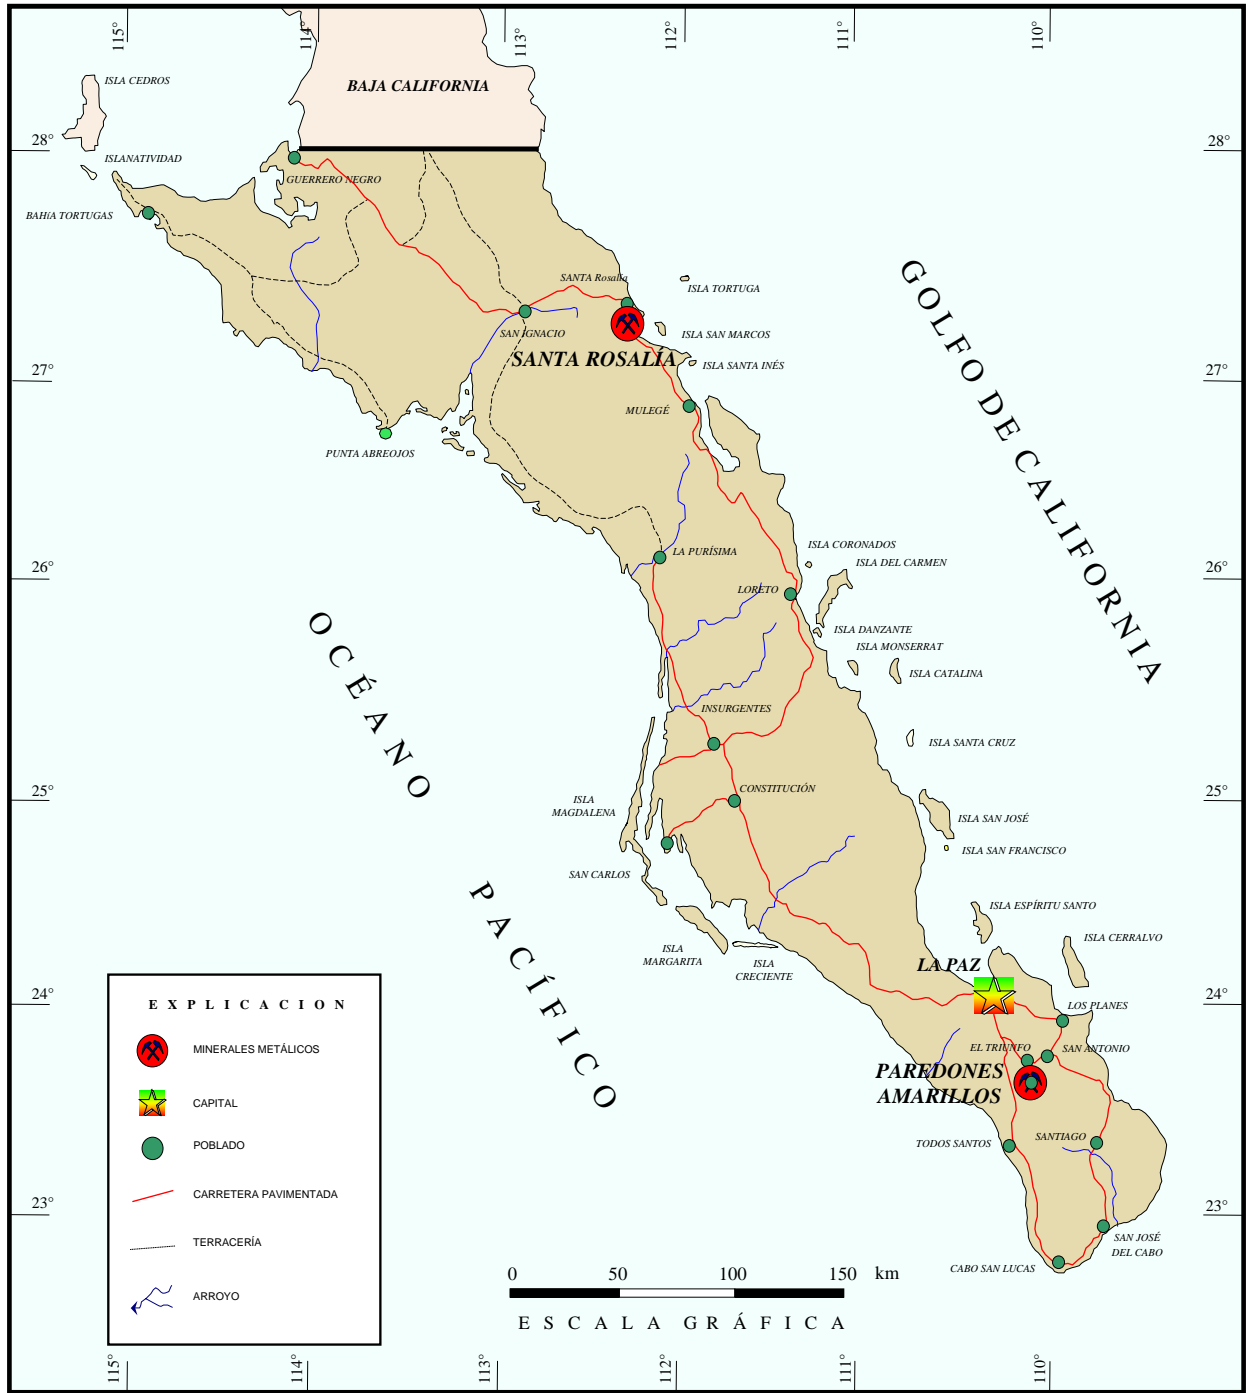 115°
114°
113°
112°
111°
110°
BAJA CALIFORNIA
ISLA CEDROS
28°
28°
ISLANATIVIDAD
GUERRERO NEGRO
BAHIA TORTUGAS
SANTA Rosalía
ISLA TORTUGA
SAN IGNACIO
ISLA SAN MARCOS
SANTA ROSALÍA
ISLA SANTA INÉS
27°
27°
MULEGÉ
PUNTA ABREOJOS
GOLFO DE CALIFORNIA
LA PURÍSIMA
ISLA CORONADOS
ISLA DEL CARMEN
26°
26°
LORETO
ISLA DANZANTE
ISLA MONSERRAT
ISLA CATALINA
OCÉANO
PACÍFICO
INSURGENTES
ISLA SANTA CRUZ
CONSTITUCIÓN
25°
25°
ISLA
MAGDALENA
ISLA SAN JOSÉ
ISLA SAN FRANCISCO
SAN CARLOS
ISLA ESPÍRITU SANTO
ISLA CERRALVO
ISLA
MARGARITA
ISLA
CRECIENTE
LA PAZ
24°
24°
LOS PLANES
EL TRIUNFO
SAN ANTONIO
PAREDONES
AMARILLOS
TODOS SANTOS
SANTIAGO
23°
23°
SAN JOSÉ
DEL CABO
CABO SAN LUCAS
EXPLICACION
MINERALES METÁLICOS
CAPITAL
POBLADO
CARRETERA PAVIMENTADA
TERRACERÍA
ARROYO
0 50 100 150 km
ESCALA GRÁFICA
115°
114°
113°
112°
111°
110°